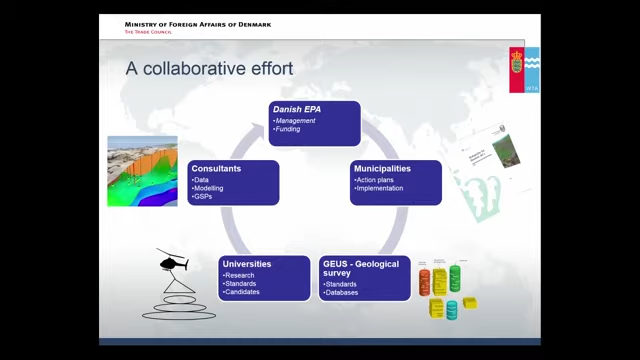 MINISTRY OF FOREIGN AFFAIRS OF DENMARK
THE TRADE COUNCIL
A collaborative effort
Danish EPA
•Management
•Funding
Consultants
•Data
•Modelling
•GSPs
Municipalities
•Action plans
•Implementation
Universities
•Research
•Standards
•Candidates
GEUS - Geological
survey
•Standards
•Databases